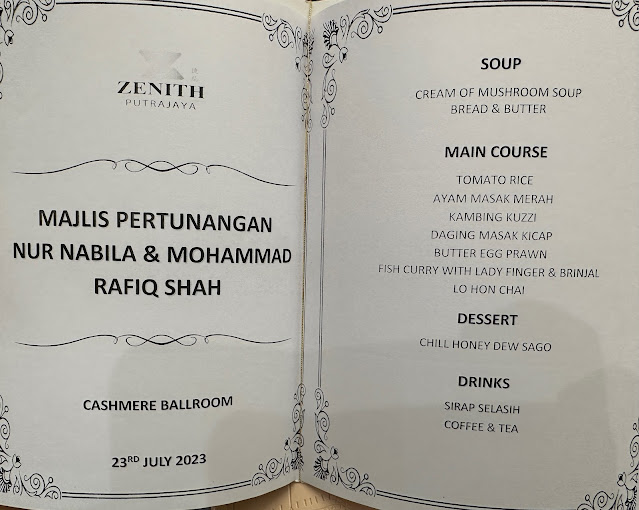 ZENITH
PUTRAJAYA
MAJLIS PERTUNANGAN
NUR NABILA & MOHAMMAD
RAFIQ SHAH
CASHMERE BALLROOM
23RD JULY 2023
SOUP
CREAM OF MUSHROOM SOUP
BREAD & BUTTER
MAIN COURSE
TOMATO RICE
AYAM MASAK MERAH
KAMBING KUZZI
DAGING MASAK KICAP
BUTTER EGG PRAWN
FISH CURRY WITH LADY FINGER & BRINJAL
LO HON CHAI
DESSERT
CHILL HONEY DEW SAGO
DRINKS
SIRAP SELASIH
COFFEE & TEA